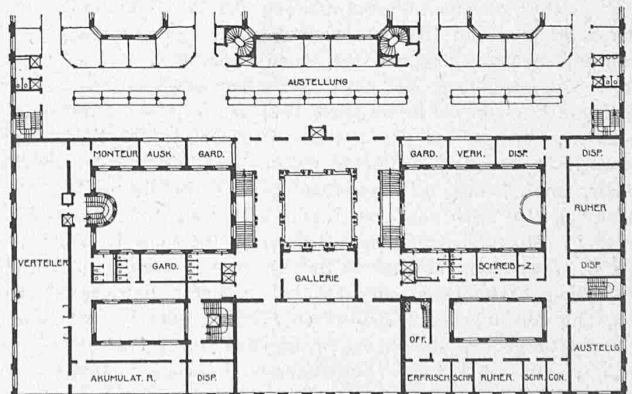 AUSTELLUNG
MONTEUR AUSK. GARD. GARD. VERK. DISP. DISP.
RUHER
VERTEILER GARD. GALLERIE SCHREIB-Z. DISP
OFF.
AUSTELLG
AKUMULAT. R. DISP. ERFRISCH SCHR RUHER. SCHR. CON.